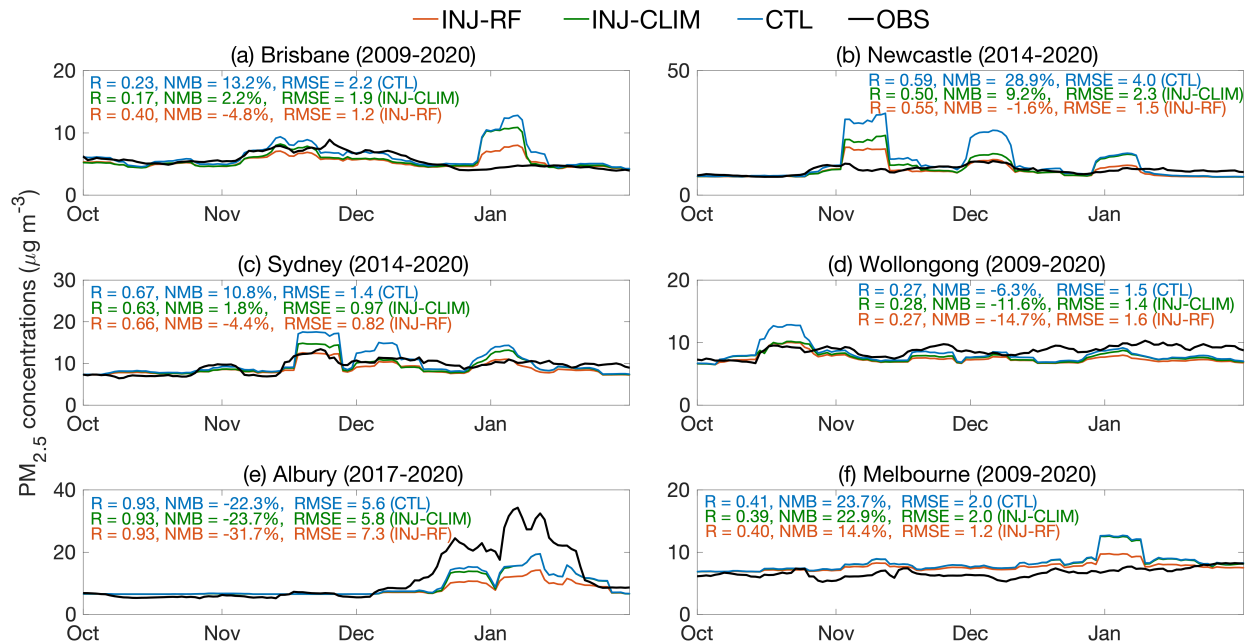 INJ-RF INJ-CLIM CTL OBS
(a) Brisbane (2009-2020)
R = 0.23, NMB = 13.2%, RMSE = 2.2 (CTL)
R = 0.17, NMB = 2.2%, RMSE = 1.9 (INJ-CLIM)
R = 0.40, NMB = -4.8%, RMSE = 1.2 (INJ-RF)
20
10
0
Oct Nov Dec Jan
(b) Newcastle (2014-2020)
R = 0.59, NMB = 28.9%, RMSE = 4.0 (CTL)
R = 0.50, NMB = 9.2%, RMSE = 2.3 (INJ-CLIM)
R = 0.55, NMB = -1.6%, RMSE = 1.5 (INJ-RF)
50
0
Oct Nov Dec Jan
PM2.5 concentrations (μg m-3)
(c) Sydney (2014-2020)
R = 0.67, NMB = 10.8%, RMSE = 1.4 (CTL)
R = 0.63, NMB = 1.8%, RMSE = 0.97 (INJ-CLIM)
R = 0.66, NMB = -4.4%, RMSE = 0.82 (INJ-RF)
30
20
10
0
Oct Nov Dec Jan
(d) Wollongong (2009-2020)
R = 0.27, NMB = -6.3%, RMSE = 1.5 (CTL)
R = 0.28, NMB = -11.6%, RMSE = 1.4 (INJ-CLIM)
R = 0.27, NMB = -14.7%, RMSE = 1.6 (INJ-RF)
20
10
0
Oct Nov Dec Jan
(e) Albury (2017-2020)
R = 0.93, NMB = -22.3%, RMSE = 5.6 (CTL)
R = 0.93, NMB = -23.7%, RMSE = 5.8 (INJ-CLIM)
R = 0.93, NMB = -31.7%, RMSE = 7.3 (INJ-RF)
40
20
0
Oct Nov Dec Jan
(f) Melbourne (2009-2020)
R = 0.41, NMB = 23.7%, RMSE = 2.0 (CTL)
R = 0.39, NMB = 22.9%, RMSE = 2.0 (INJ-CLIM)
R = 0.40, NMB = 14.4%, RMSE = 1.2 (INJ-RF)
20
10
0
Oct Nov Dec Jan